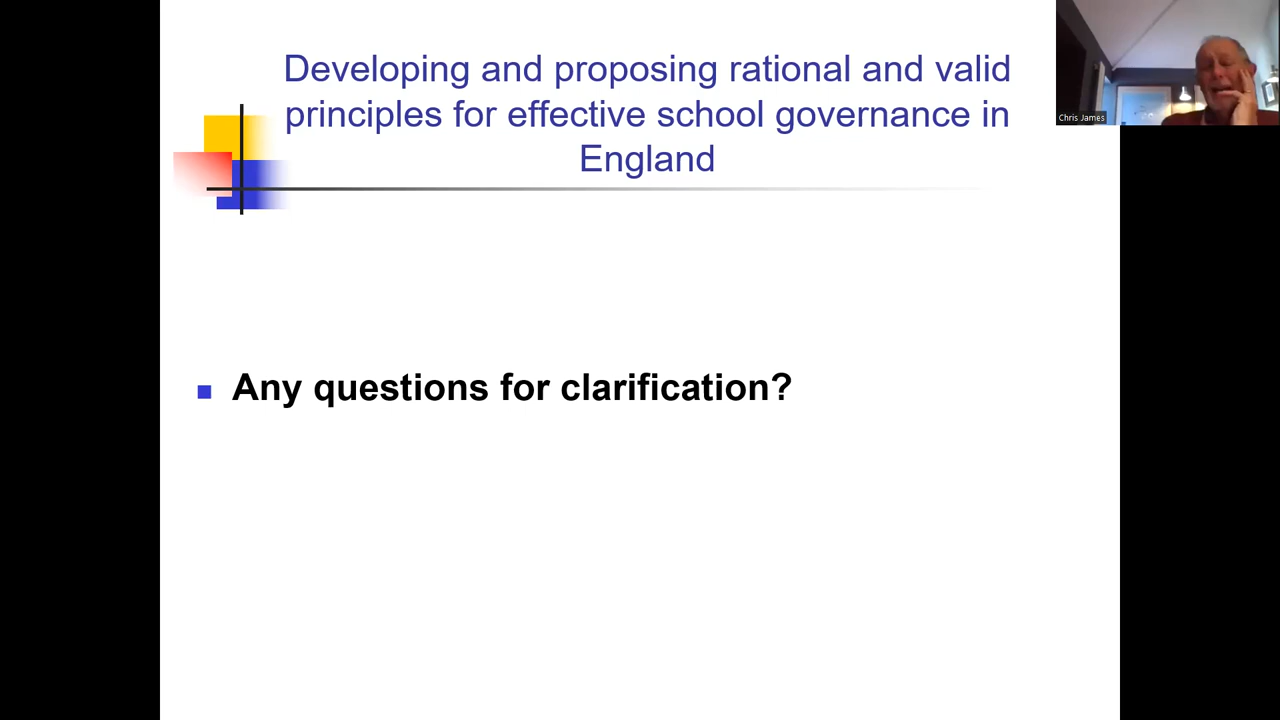 Developing and proposing rational and valid
principles for effective school governance in
England
Chris James
Any questions for clarification?